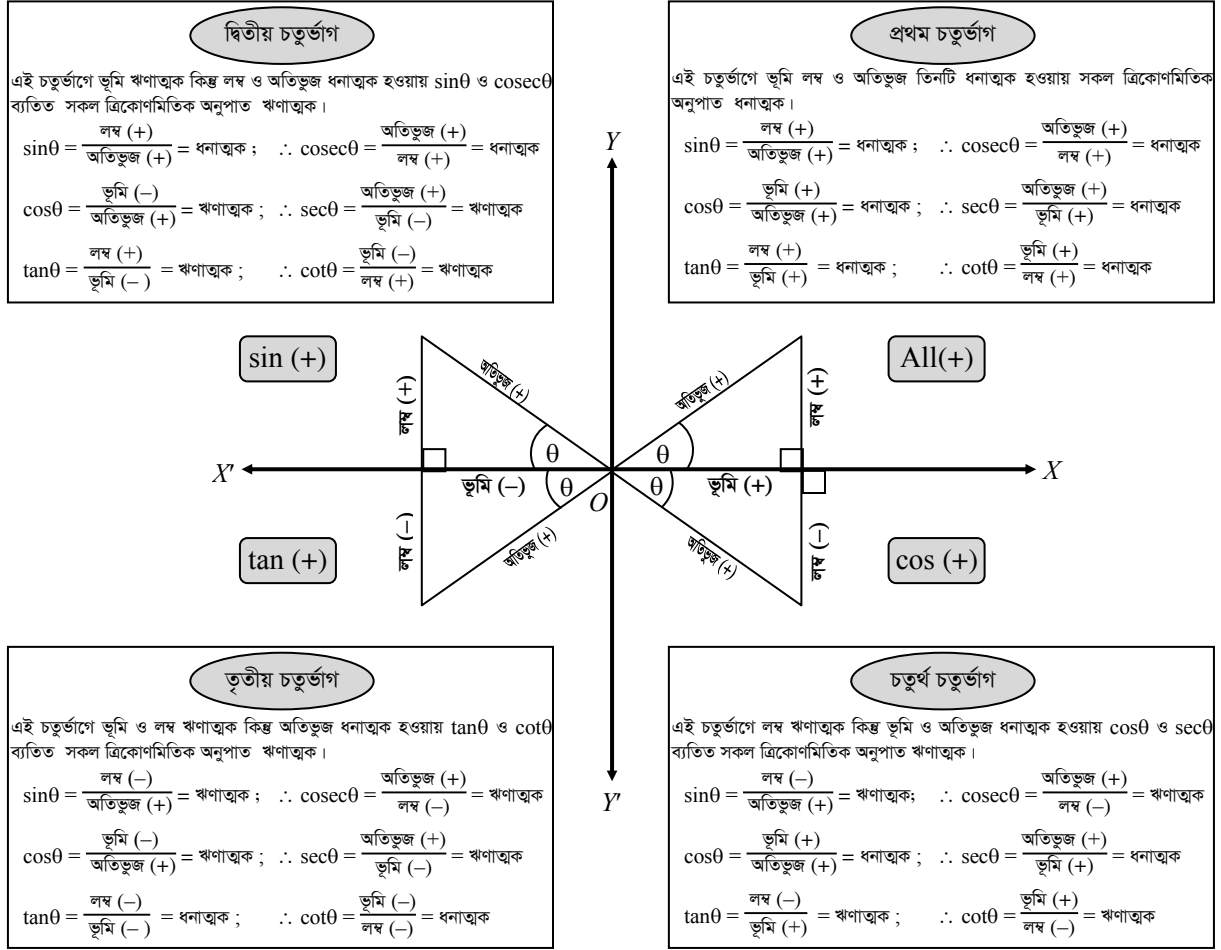 দ্বিতীয় চতুর্ভাগ
এই চতুর্ভাগে ভূমি ঋণাত্মক কিন্তু লম্ব ও অতিভুজ ধনাত্মক হওয়ায় sinθ ও cosecθ
ব্যতিত সকল ত্রিকোণমিতিক অনুপাত ঋণাত্মক।
sinθ = লম্ব (+) / অতিভুজ (+) = ধনাত্মক ; ∴ cosecθ = অতিভুজ (+) / লম্ব (+) = ধনাত্মক
cosθ = ভূমি (–) / অতিভুজ (+) = ঋণাত্মক ; ∴ secθ = অতিভুজ (+) / ভূমি (–) = ঋণাত্মক
tanθ = লম্ব (+) / ভূমি (– ) = ঋণাত্মক ; ∴ cotθ = ভূমি (–) / লম্ব (+) = ঋণাত্মক
প্রথম চতুর্ভাগ
এই চতুর্ভাগে ভূমি লম্ব ও অতিভুজ তিনটি ধনাত্মক হওয়ায় সকল ত্রিকোণমিতিক
অনুপাত ধনাত্মক।
sinθ = লম্ব (+) / অতিভুজ (+) = ধনাত্মক ; ∴ cosecθ = অতিভুজ (+) / লম্ব (+) = ধনাত্মক
cosθ = ভূমি (+) / অতিভুজ (+) = ধনাত্মক ; ∴ secθ = অতিভুজ (+) / ভূমি (+) = ধনাত্মক
tanθ = লম্ব (+) / ভূমি (+) = ধনাত্মক ; ∴ cotθ = ভূমি (+) / লম্ব (+) = ধনাত্মক
Y
sin (+)
All(+)
লম্ব (+)
অতিভুজ (+)
অতিভুজ (+)
লম্ব (+)
θ
θ
X'
X
ভূমি (–)
θ
θ
ভূমি (+)
O
লম্ব (–)
অতিভুজ (+)
অতিভুজ (+)
লম্ব (–)
tan (+)
cos (+)
Y'
তৃতীয় চতুর্ভাগ
এই চতুর্ভাগে ভূমি ও লম্ব ঋণাত্মক কিন্তু অতিভুজ ধনাত্মক হওয়ায় tanθ ও cotθ
ব্যতিত সকল ত্রিকোণমিতিক অনুপাত ঋণাত্মক।
sinθ = লম্ব (–) / অতিভুজ (+) = ঋণাত্মক ; ∴ cosecθ = অতিভুজ (+) / লম্ব (–) = ঋণাত্মক
cosθ = ভূমি (–) / অতিভুজ (+) = ঋণাত্মক ; ∴ secθ = অতিভুজ (+) / ভূমি (–) = ঋণাত্মক
tanθ = লম্ব (–) / ভূমি (– ) = ধনাত্মক ; ∴ cotθ = ভূমি (–) / লম্ব (–) = ধনাত্মক
চতুর্থ চতুর্ভাগ
এই চতুর্ভাগে লম্ব ঋণাত্মক কিন্তু ভূমি ও অতিভুজ ধনাত্মক হওয়ায় cosθ ও secθ
ব্যতিত সকল ত্রিকোণমিতিক অনুপাত ঋণাত্মক।
sinθ = লম্ব (–) / অতিভুজ (+) = ঋণাত্মক; ∴ cosecθ = অতিভুজ (+) / লম্ব (–) = ঋণাত্মক
cosθ = ভূমি (+) / অতিভুজ (+) = ধনাত্মক ; ∴ secθ = অতিভুজ (+) / ভূমি (+) = ধনাত্মক
tanθ = লম্ব (–) / ভূমি (+) = ঋণাত্মক ; ∴ cotθ = ভূমি (+) / লম্ব (–) = ঋণাত্মক